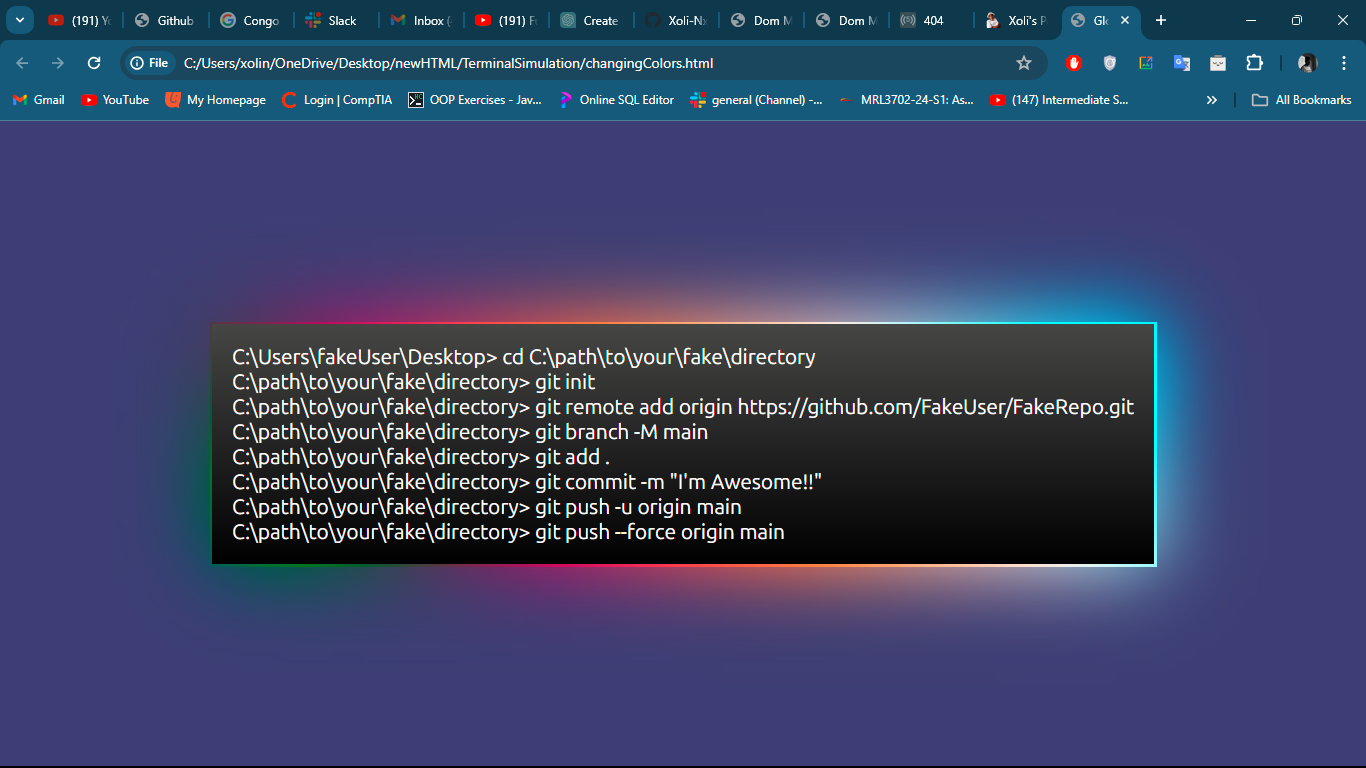 (191) Y
Github
Congo
Slack
Inbox (
(191) F
Create
Xoli-Nx
Dom M
Dom M
404
Xoli's P
Glo
File
C:/Users/xolin/OneDrive/Desktop/newHTML/TerminalSimulation/changingColors.html
Gmail
YouTube
My Homepage
Login | CompTIA
OOP Exercises - Jav...
Online SQL Editor
general (Channel) -...
MRL3702-24-S1: As...
(147) Intermediate S...
»
All Bookmarks
C:\Users\fakeUser\Desktop> cd C:\path\to\your\fake\directory
C:\path\to\your\fake\directory> git init
C:\path\to\your\fake\directory> git remote add origin https://github.com/FakeUser/FakeRepo.git
C:\path\to\your\fake\directory> git branch -M main
C:\path\to\your\fake\directory> git add .
C:\path\to\your\fake\directory> git commit -m "I'm Awesome!!"
C:\path\to\your\fake\directory> git push -u origin main
C:\path\to\your\fake\directory> git push --force origin main